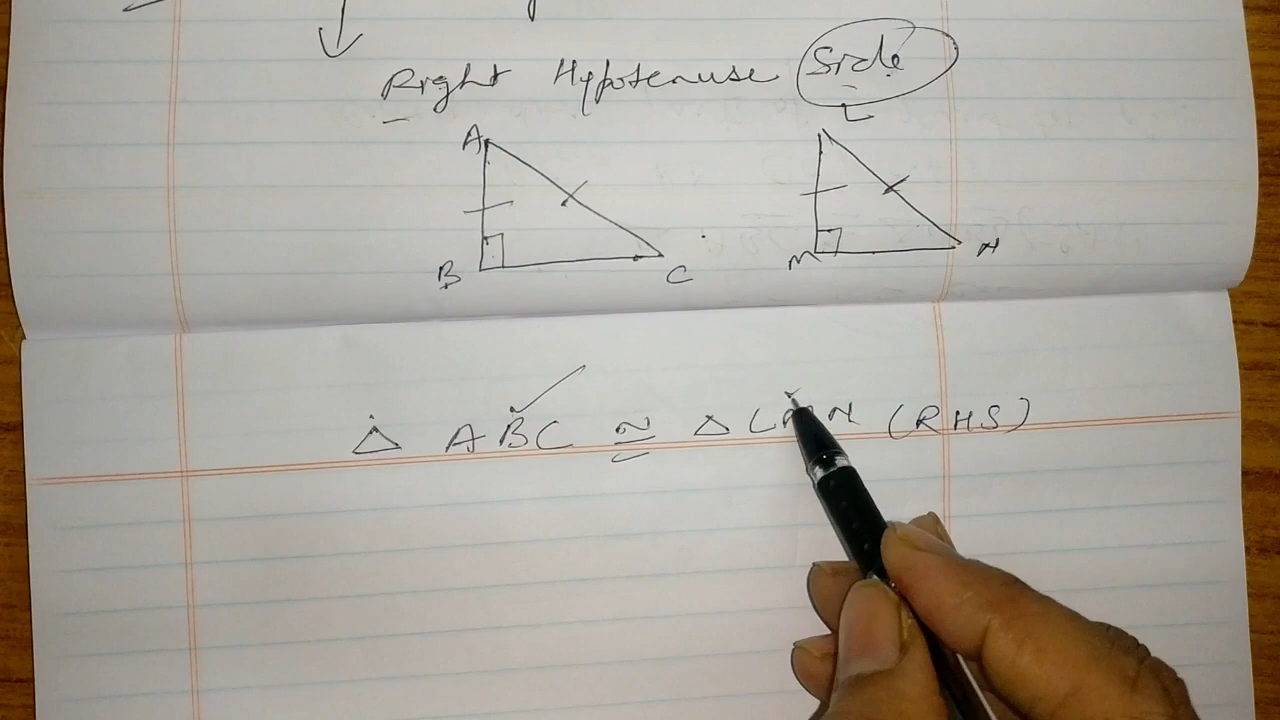 Right Hypotenuse Side
A L
B C M N
△ ABC ≅ △ LMN (RHS)